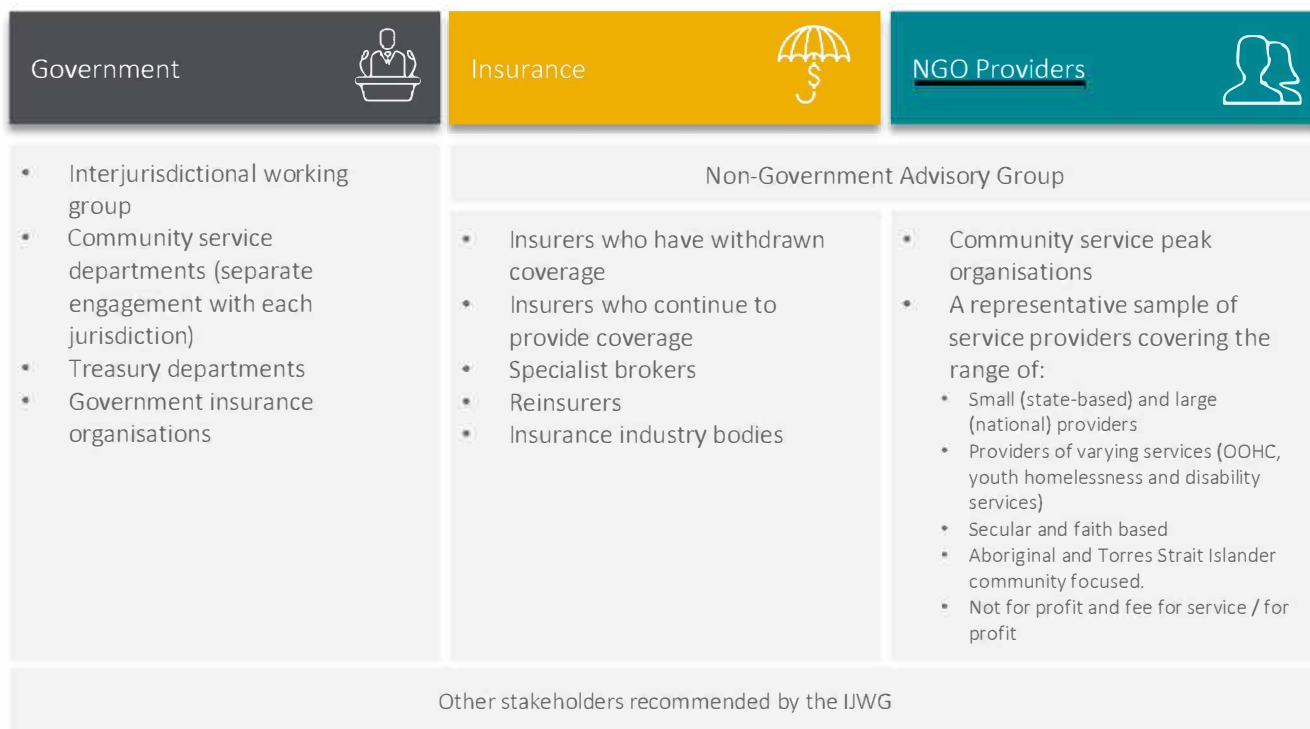 Government
Insurance
$
NGO Providers
• Interjurisdictional working
group
• Community service
departments (separate
engagement with each
jurisdiction)
• Treasury departments
• Government insurance
organisations
Non-Government Advisory Group
• Insurers who have withdrawn
coverage
• Insurers who continue to
provide coverage
• Specialist brokers
• Reinsurers
• Insurance industry bodies
• Community service peak
organisations
• A representative sample of
service providers covering the
range of:
• Small (state-based) and large
(national) providers
• Providers of varying services (OOHC,
youth homelessness and disability
services)
• Secular and faith based
• Aboriginal and Torres Strait Islander
community focused.
• Not for profit and fee for service / for
profit
Other stakeholders recommended by the IJWG